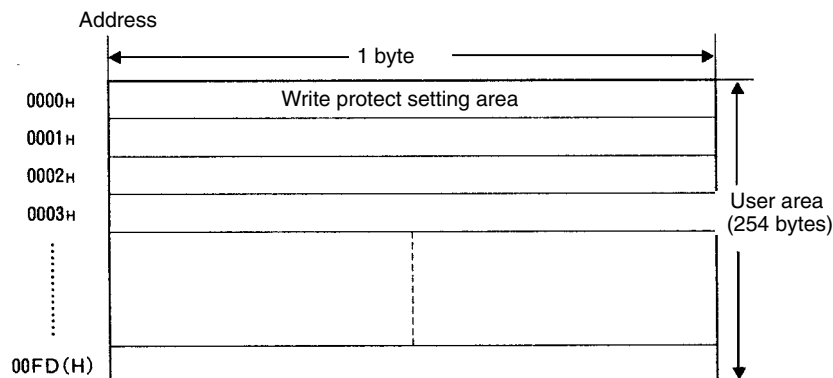 Address
1 byte
0000H
Write protect setting area
0001H
0002H
0003H
User area
(254 bytes)
00FD(H)